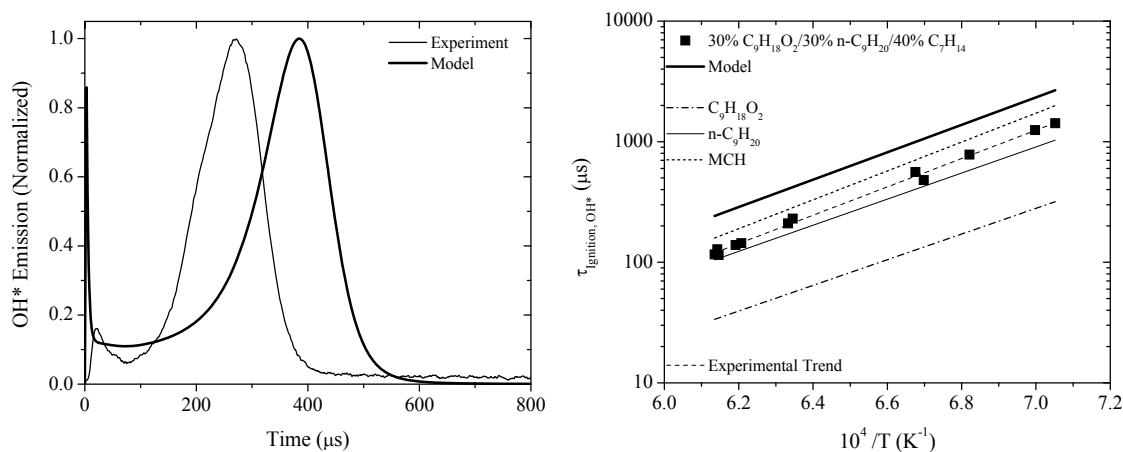 1.0
0.8
0.6
0.4
0.2
0.0
OH* Emission (Normalized)
Experiment
Model
0 200 400 600 800
Time (μs)
10000
1000
100
10
τIgnition, OH* (μs)
30% C9H18O2/30% n-C9H20/40% C7H14
Model
C9H18O2
n-C9H20
MCH
Experimental Trend
6.0 6.2 6.4 6.6 6.8 7.0 7.2
10^4 /T (K^-1)